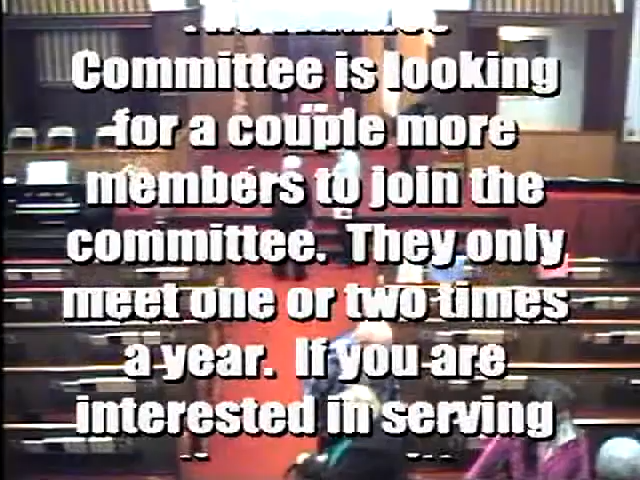 Committee is looking
for a couple more
members to join the
committee. They only
meet one or two times
a year. If you are
interested in serving